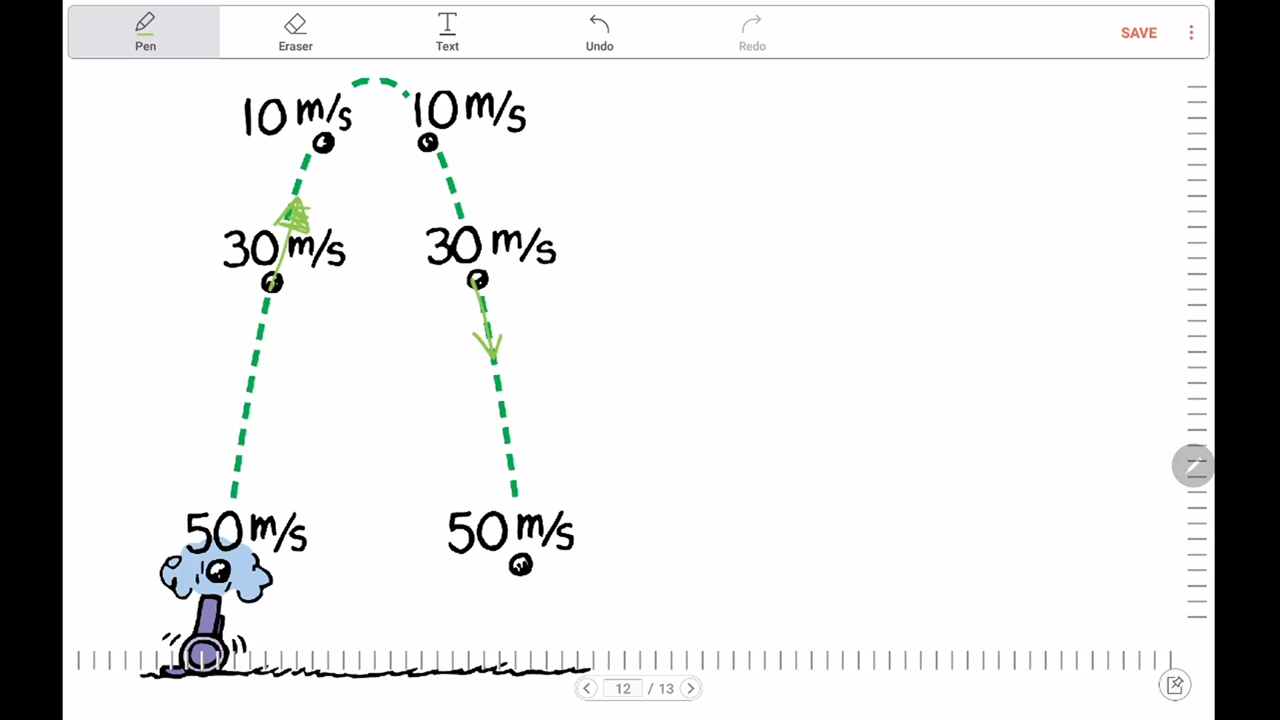 Pen Eraser Text Undo Redo SAVE
10 m/s 10 m/s
30 m/s 30 m/s
50 m/s 50 m/s
12 / 13